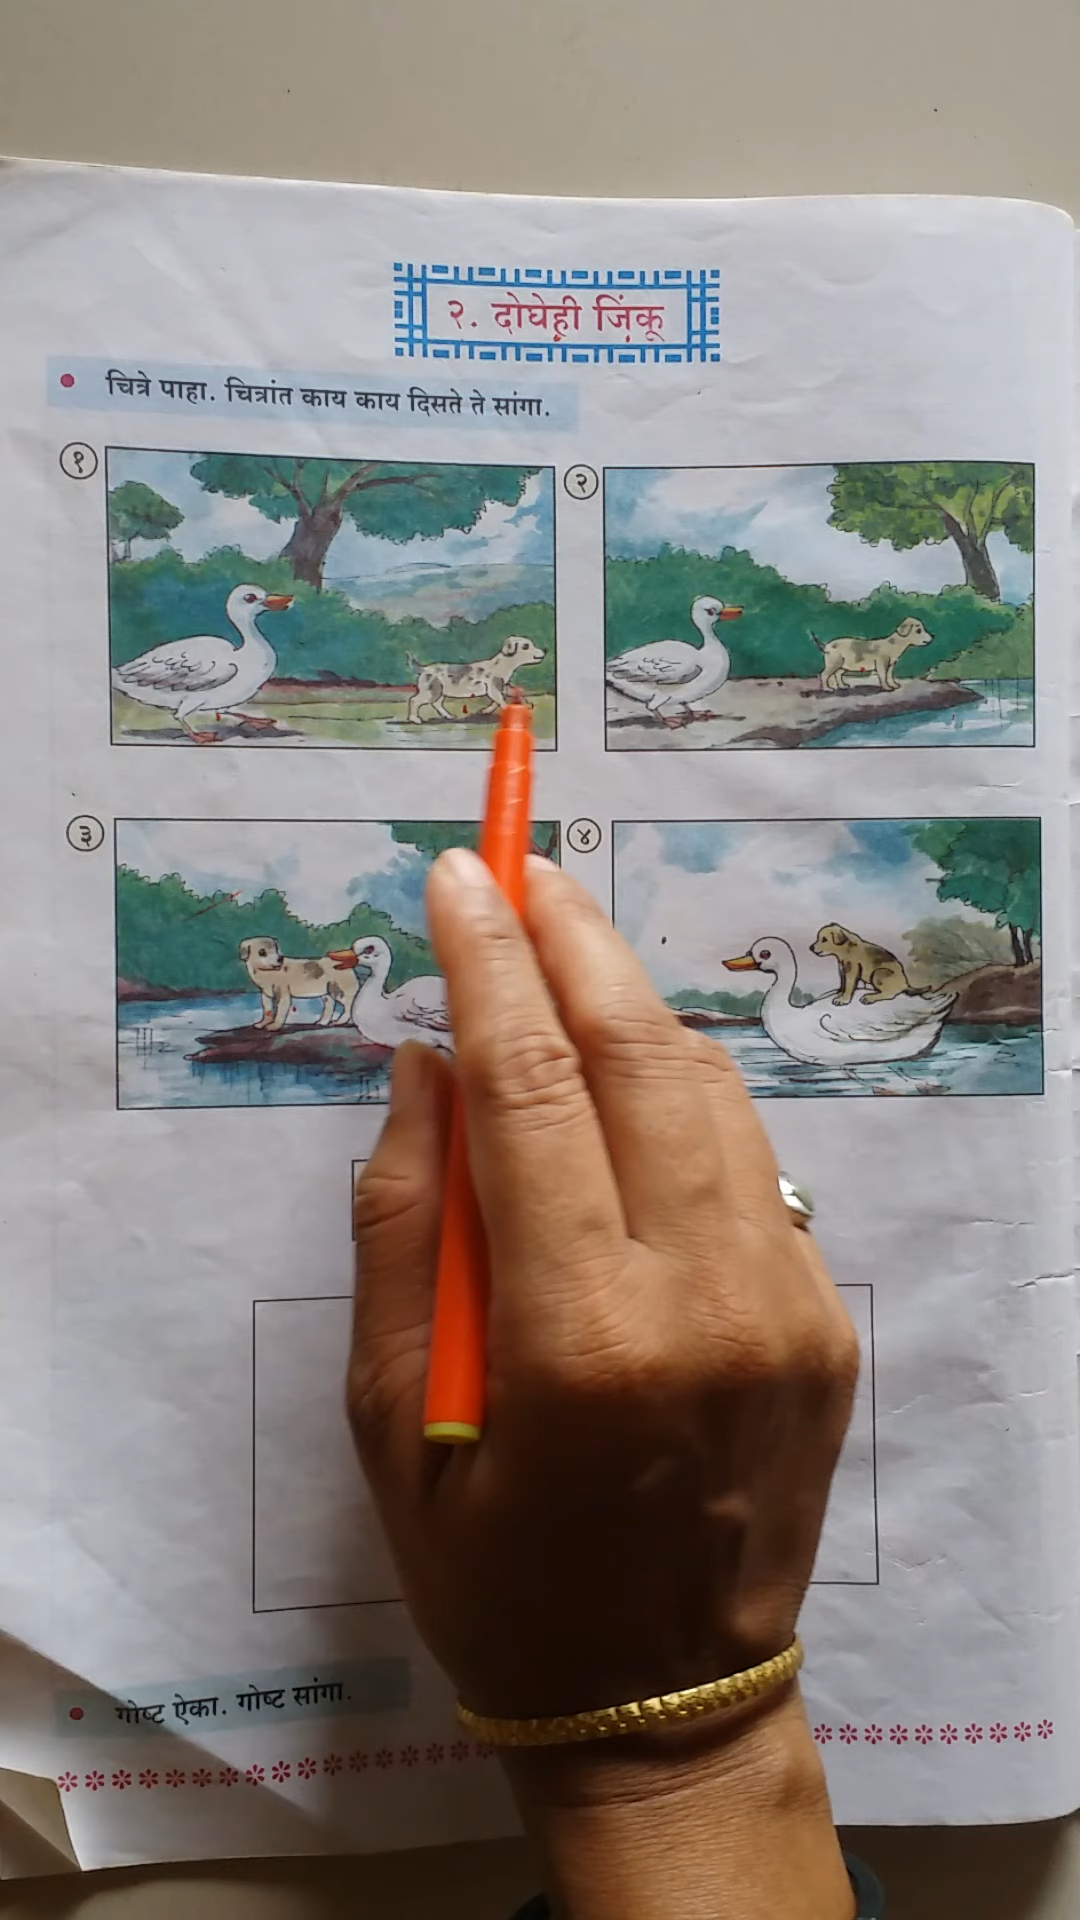 २. दोघेही जिंकू
चित्रे पाहा. चित्रांत काय काय दिसते ते सांगा.
१
२
३
४
गोष्ट ऐका. गोष्ट सांगा.